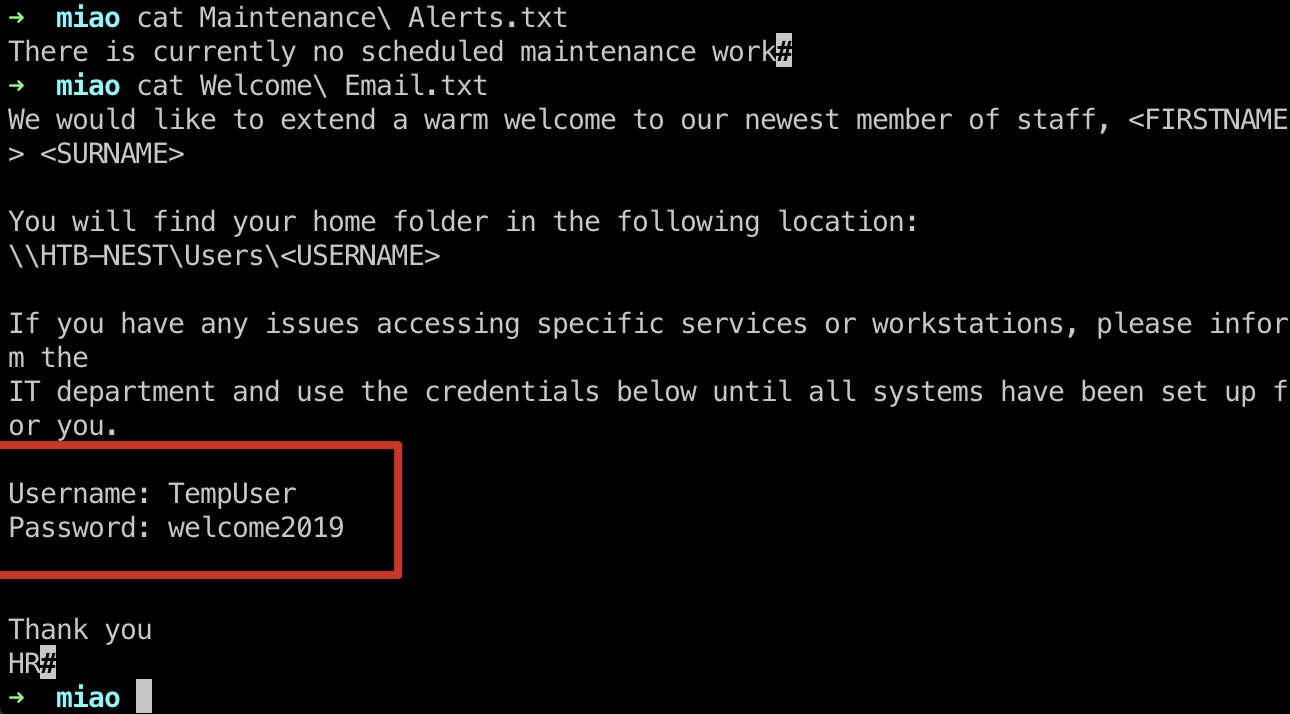 → miao cat Maintenance\ Alerts.txt
There is currently no scheduled maintenance work#
→ miao cat Welcome\ Email.txt
We would like to extend a warm welcome to our newest member of staff, <FIRSTNAME
> <SURNAME>
You will find your home folder in the following location:
\\HTB-NEST\Users\<USERNAME>
If you have any issues accessing specific services or workstations, please infor
m the
IT department and use the credentials below until all systems have been set up f
or you.
Username: TempUser
Password: welcome2019
Thank you
HR#
→ miao